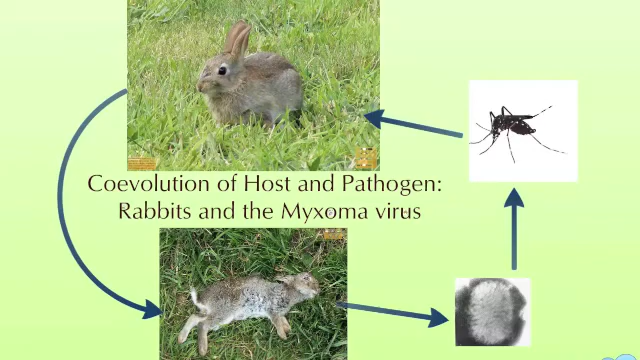 Coevolution of Host and Pathogen:
Rabbits and the Myxoma virus